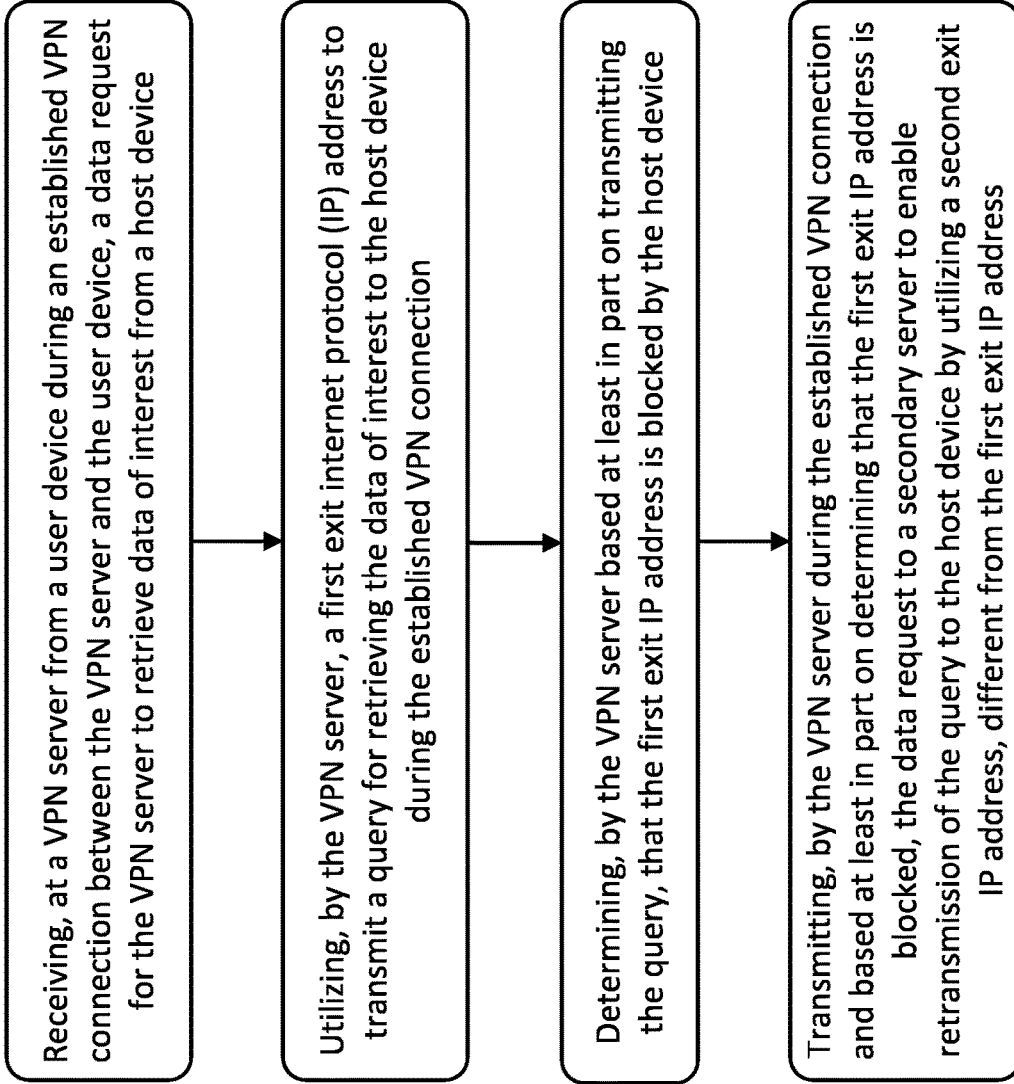 Receiving, at a VPN server from a user device during an established VPN
connection between the VPN server and the user device, a data request
for the VPN server to retrieve data of interest from a host device
Utilizing, by the VPN server, a first exit internet protocol (IP) address to
transmit a query for retrieving the data of interest to the host device
during the established VPN connection
Determining, by the VPN server based at least in part on transmitting
the query, that the first exit IP address is blocked by the host device
Transmitting, by the VPN server during the established VPN connection
and based at least in part on determining that the first exit IP address is
blocked, the data request to a secondary server to enable
retransmission of the query to the host device by utilizing a second exit
IP address, different from the first exit IP address